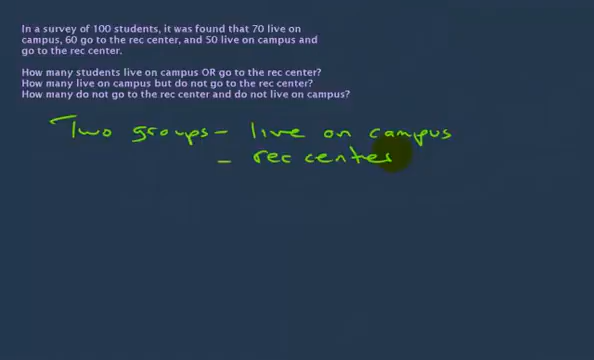 In a survey of 100 students, it was found that 70 live on
campus, 60 go to the rec center, and 50 live on campus and
go to the rec center.
How many students live on campus OR go to the rec center?
How many live on campus but do not go to the rec center?
How many do not go to the rec center and do not live on campus?
Two groups - live on campus
- rec center